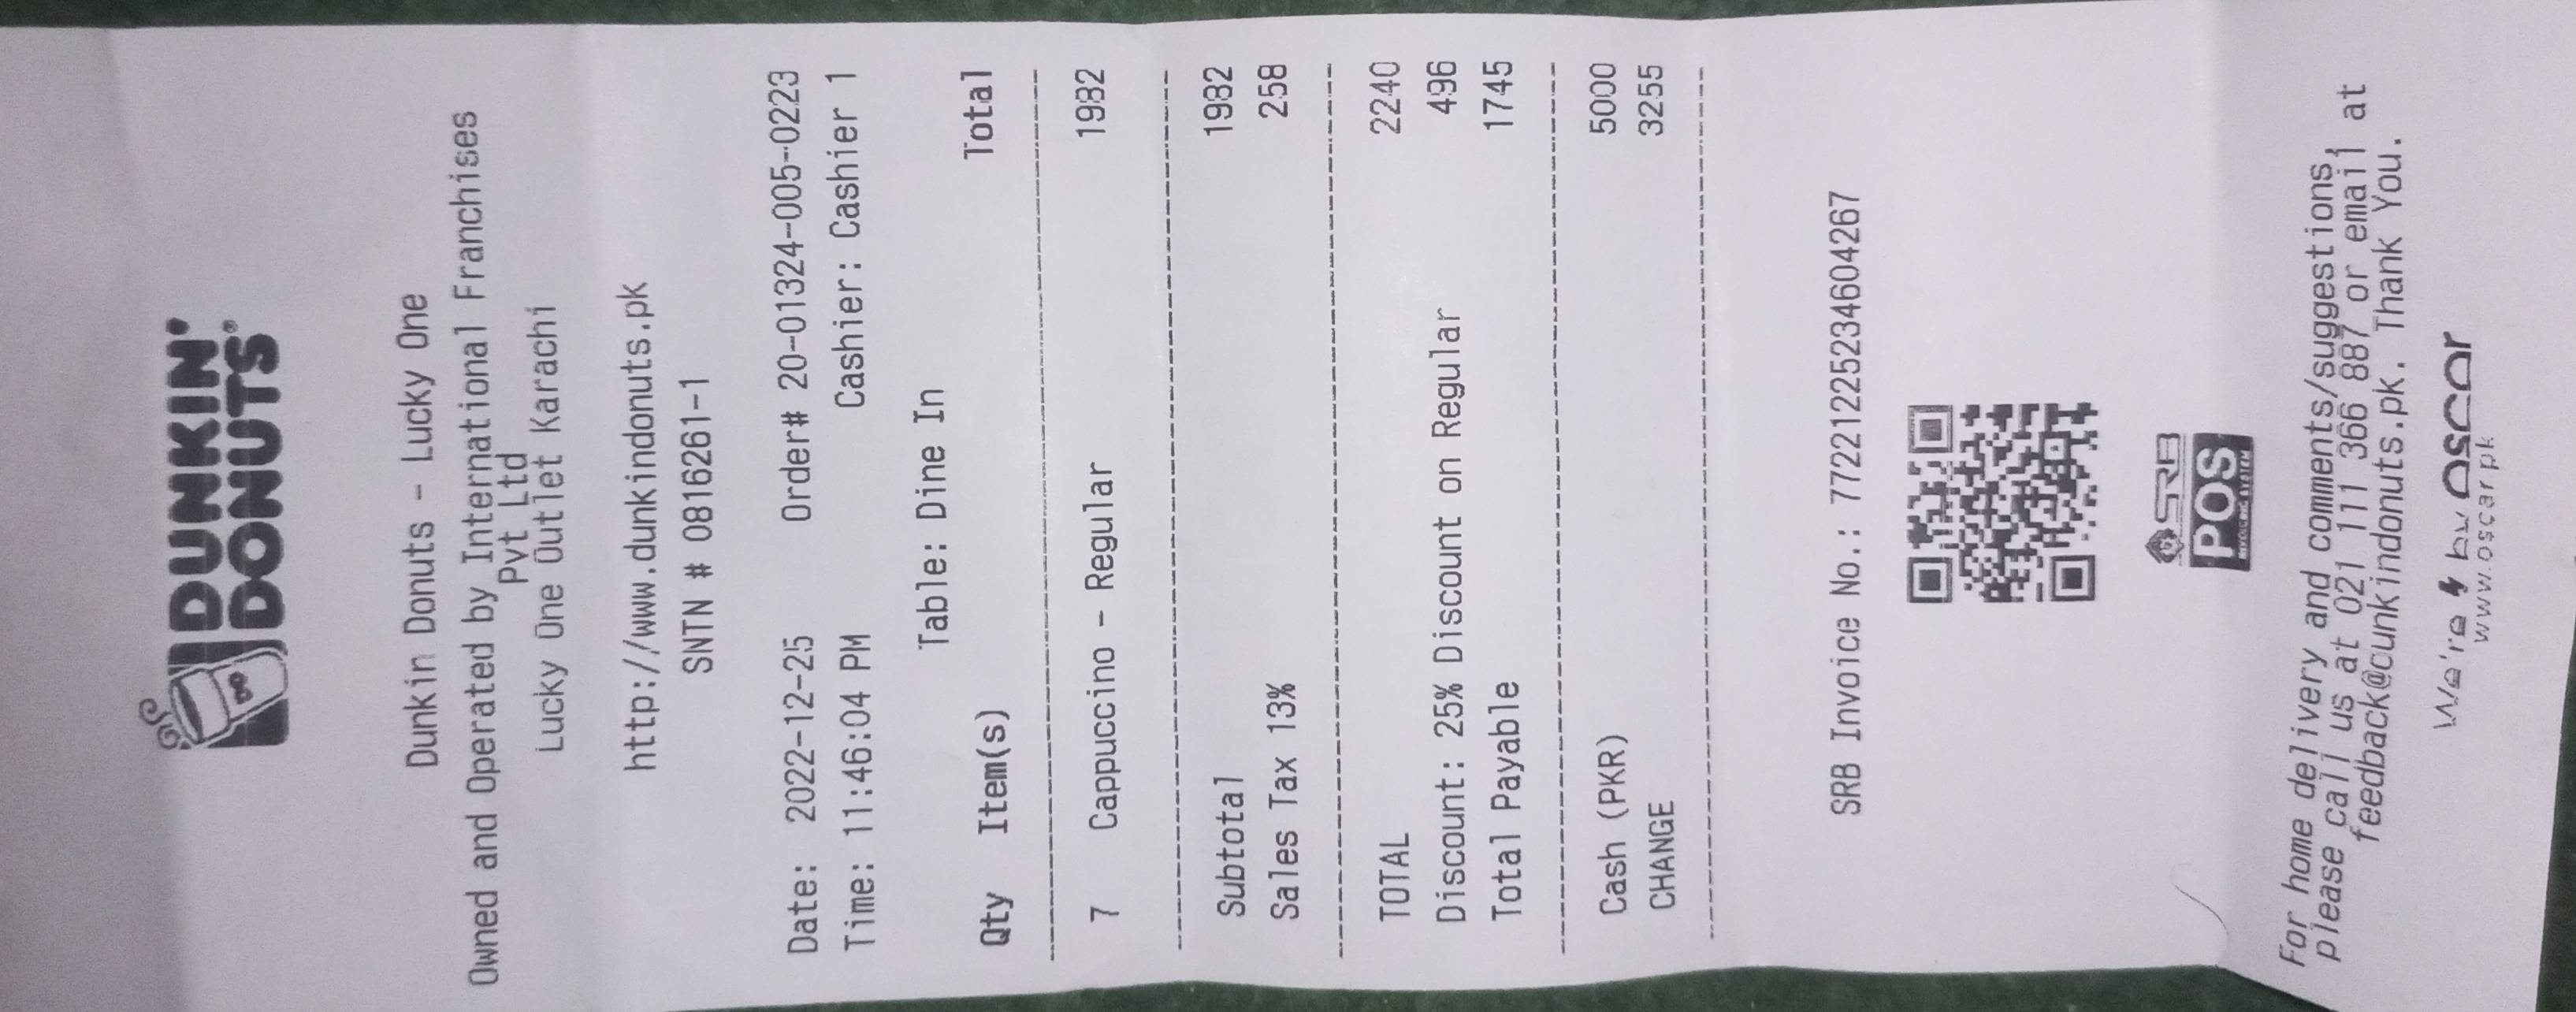 DUNKIN'
DONUTS®
Dunkin Donuts - Lucky One
Owned and Operated by International Franchises
Pvt Ltd
Lucky One Outlet Karachi
http://www.dunkindonuts.pk
SNTN # 0816261-1
Date: 2022-12-25 Order# 20-01324-005-0223
Time: 11:46:04 PM Cashier: Cashier 1
Table: Dine In
Qty Item(s) Total
7 Cappuccino - Regular 1982
Subtotal 1982
Sales Tax 13% 258
TOTAL 2240
Discount: 25% Discount on Regular 496
Total Payable 1745
Cash (PKR) 5000
CHANGE 3255
SRB Invoice No.: 77221225234604267
SRB
POS
INVOICING SYSTEM
For home delivery and comments/suggestions,
please call us at 021 111 366 887 or email at
feedback@dunkindonuts.pk. Thank You.
We're by oscar
www.oscar.pk